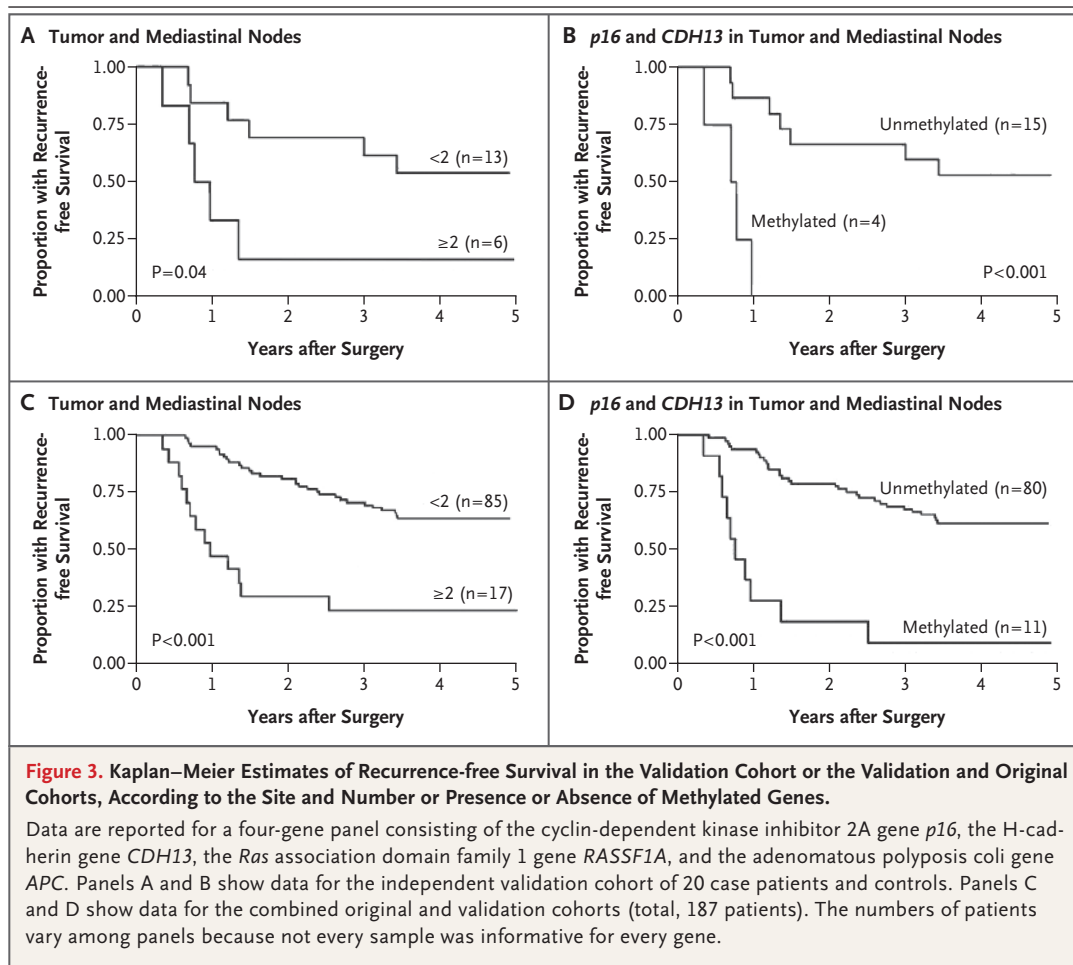 A Tumor and Mediastinal Nodes
Proportion with Recurrence-
free Survival
1.00
0.75
0.50
0.25
0.00
<2 (n=13)
≥2 (n=6)
P=0.04
0 1 2 3 4 5
Years after Surgery
B p16 and CDH13 in Tumor and Mediastinal Nodes
Proportion with Recurrence-
free Survival
1.00
0.75
0.50
0.25
0.00
Unmethylated (n=15)
Methylated (n=4)
P<0.001
0 1 2 3 4 5
Years after Surgery
C Tumor and Mediastinal Nodes
Proportion with Recurrence-
free Survival
1.00
0.75
0.50
0.25
0.00
<2 (n=85)
≥2 (n=17)
P<0.001
0 1 2 3 4 5
Years after Surgery
D p16 and CDH13 in Tumor and Mediastinal Nodes
Proportion with Recurrence-
free Survival
1.00
0.75
0.50
0.25
0.00
Unmethylated (n=80)
Methylated (n=11)
P<0.001
0 1 2 3 4 5
Years after Surgery
Figure 3. Kaplan–Meier Estimates of Recurrence-free Survival in the Validation Cohort or the Validation and Original
Cohorts, According to the Site and Number or Presence or Absence of Methylated Genes.
Data are reported for a four-gene panel consisting of the cyclin-dependent kinase inhibitor 2A gene p16, the H-cad-
herin gene CDH13, the Ras association domain family 1 gene RASSF1A, and the adenomatous polyposis coli gene
APC. Panels A and B show data for the independent validation cohort of 20 case patients and controls. Panels C
and D show data for the combined original and validation cohorts (total, 187 patients). The numbers of patients
vary among panels because not every sample was informative for every gene.